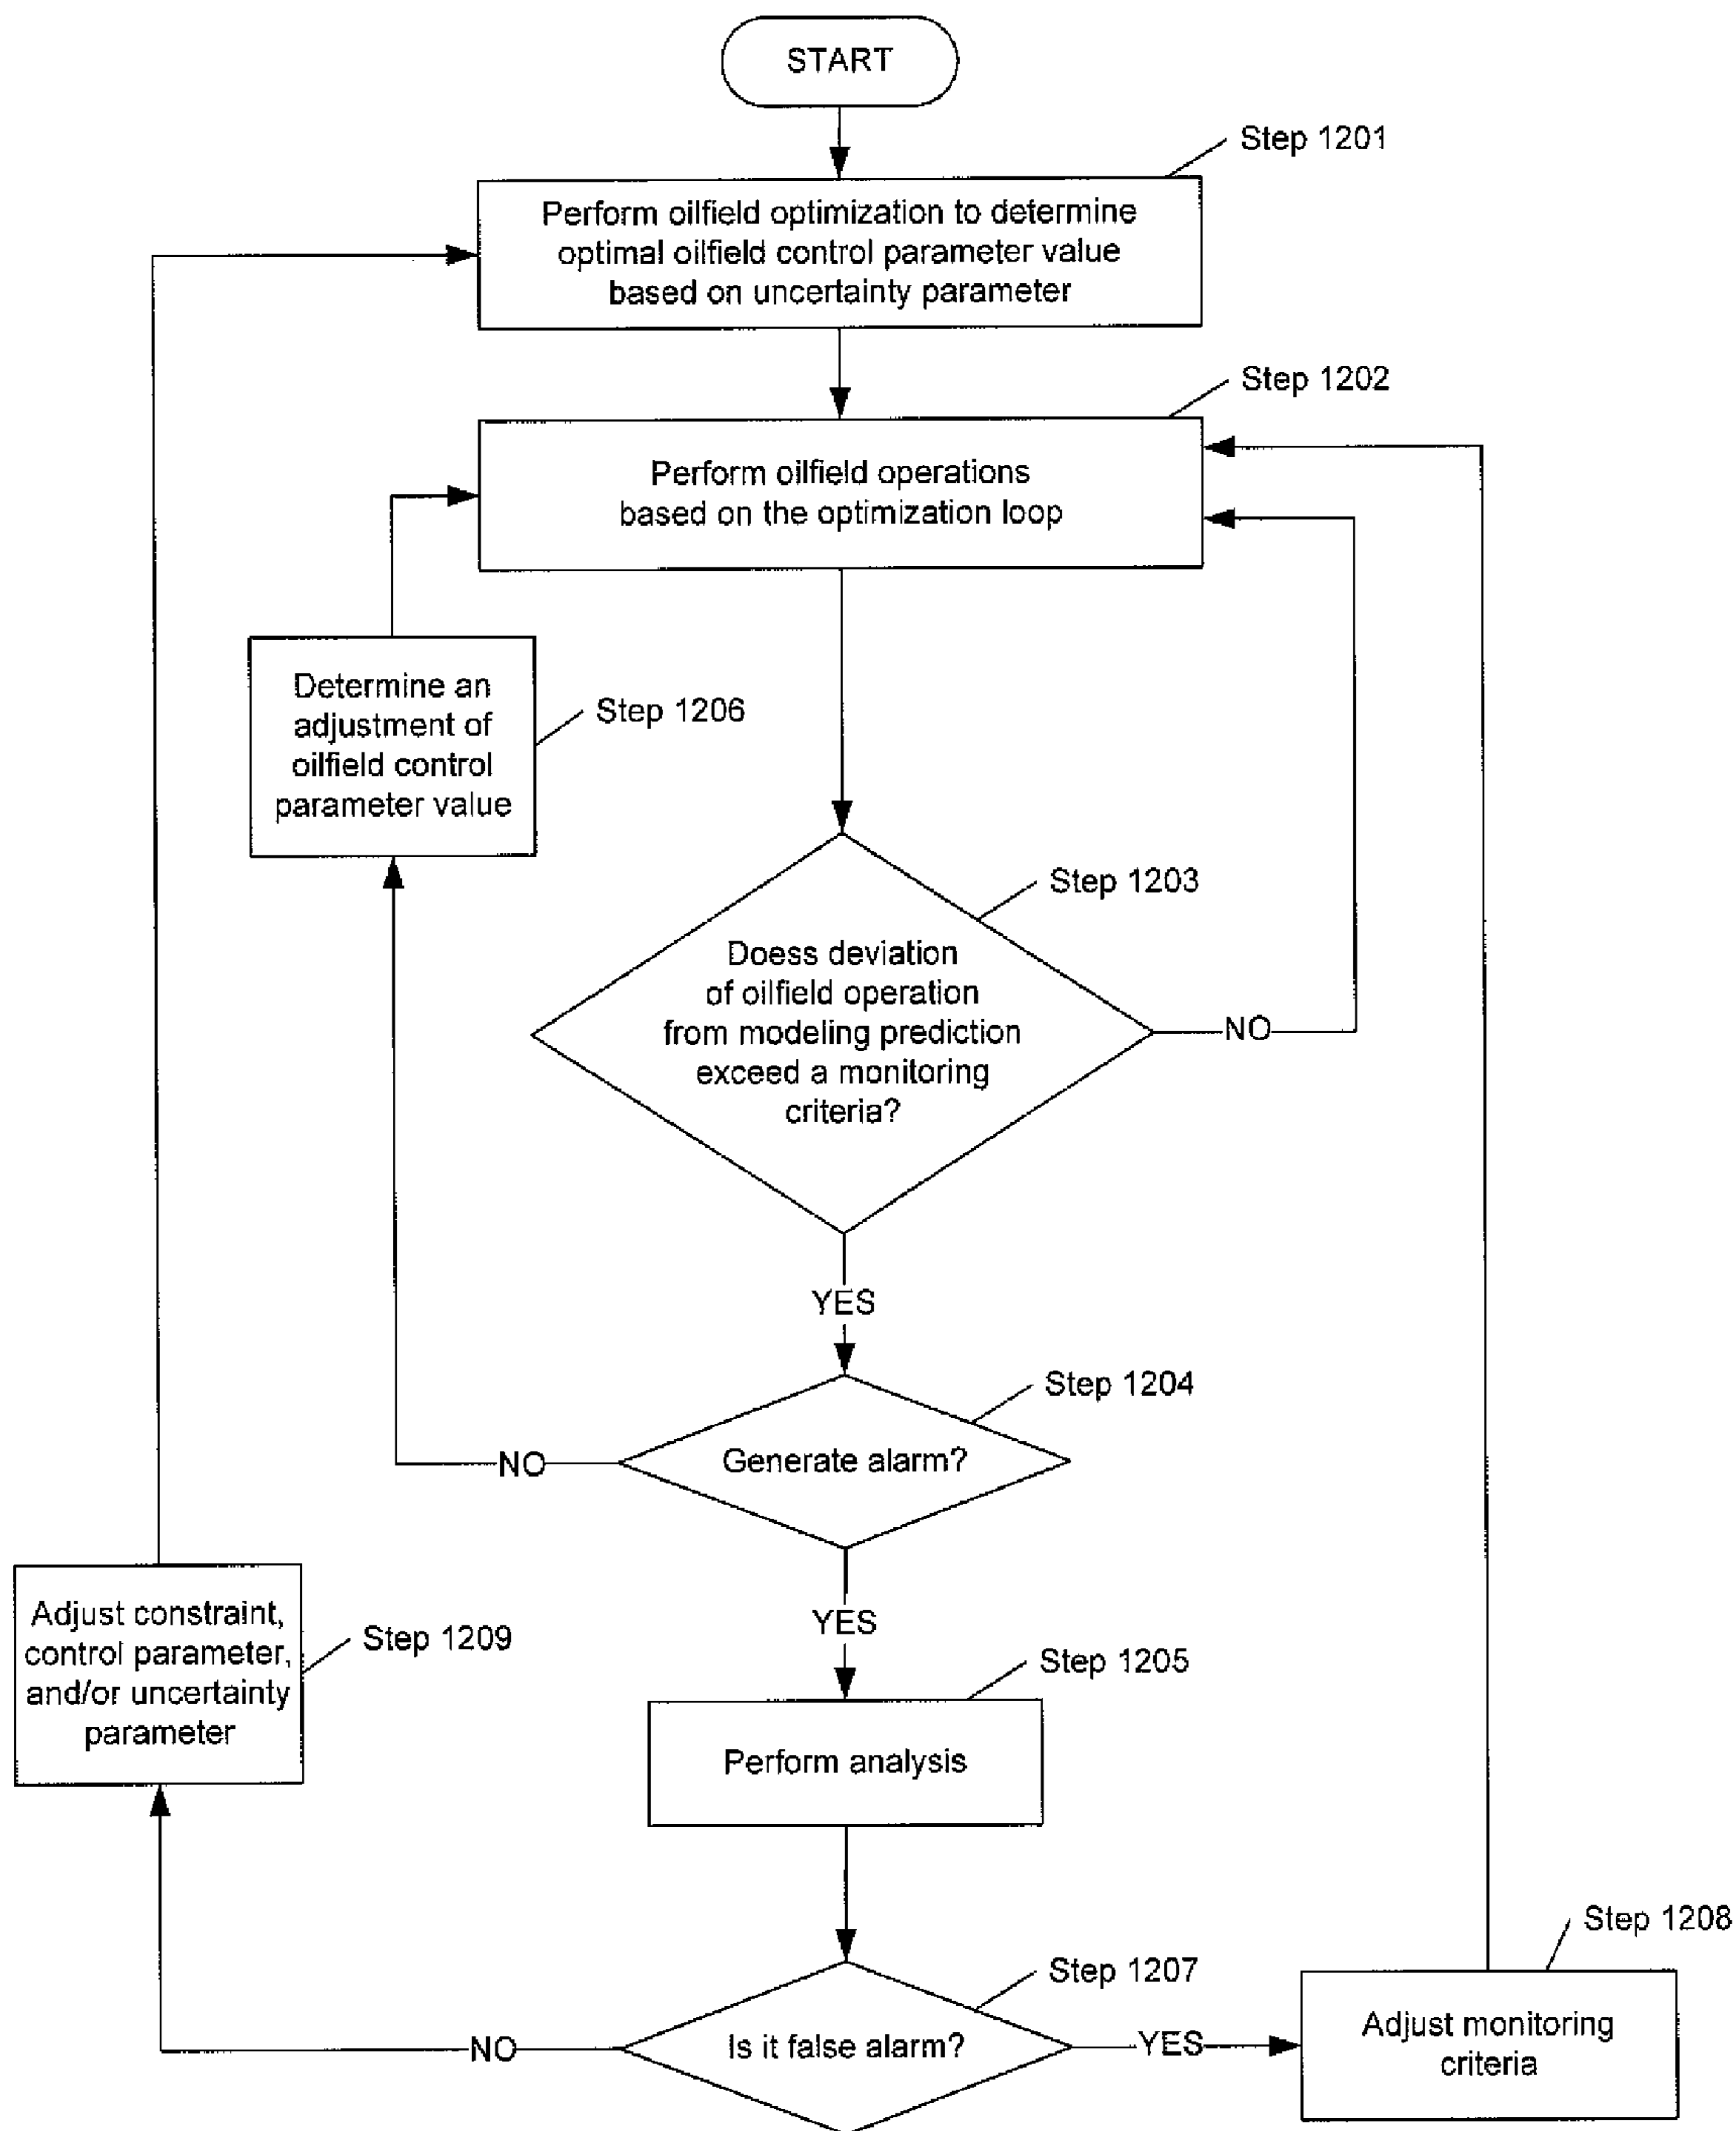 START
Step 1201
Perform oilfield optimization to determine
optimal oilfield control parameter value
based on uncertainty parameter
Step 1202
Perform oilfield operations
based on the optimization loop
Determine an
adjustment of
oilfield control
parameter value
Step 1206
Step 1203
Doess deviation
of oilfield operation
from modeling prediction
exceed a monitoring
criteria?
NO
YES
Step 1204
Generate alarm?
NO
YES
Adjust constraint,
control parameter,
and/or uncertainty
parameter
Step 1209
Step 1205
Perform analysis
Step 1207
Is it false alarm?
NO
YES
Step 1208
Adjust monitoring
criteria